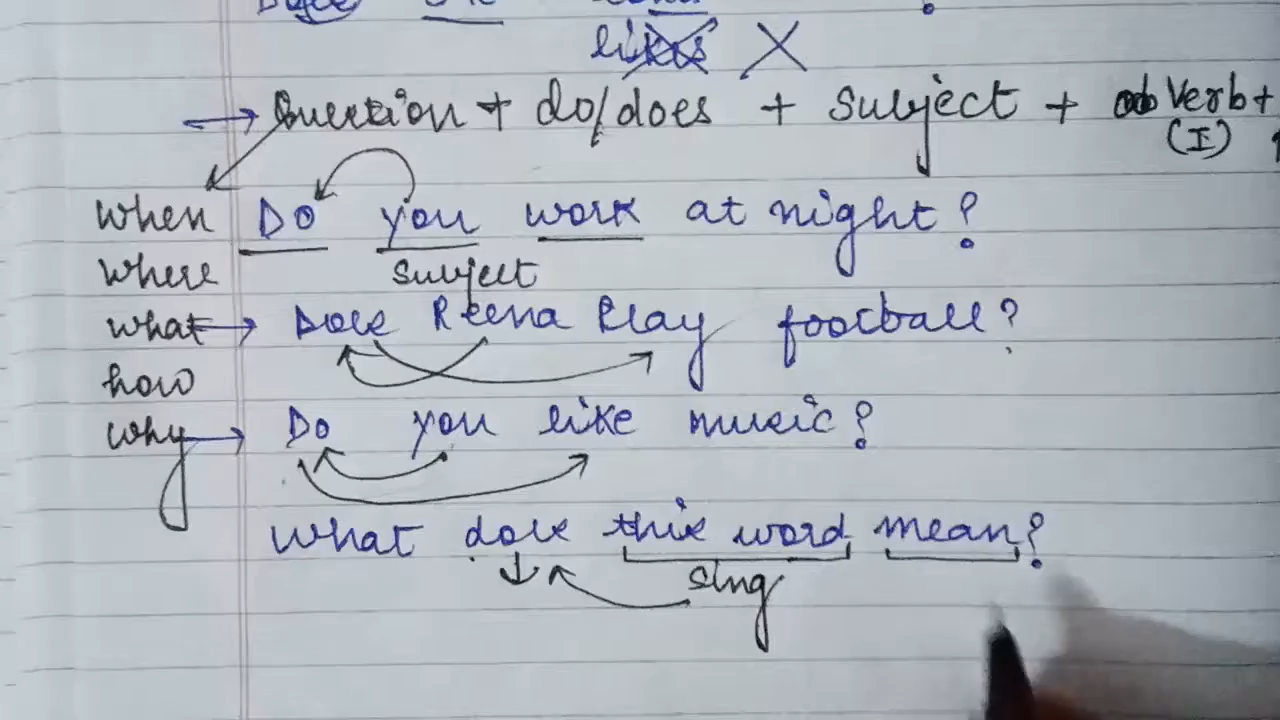 likes X
→ Question + do/does + Subject + Verb +
(I)
When Do you work at night?
where subject
what → Does Reena Play football?
how
why → Do you like music?
What does this word mean?
sing